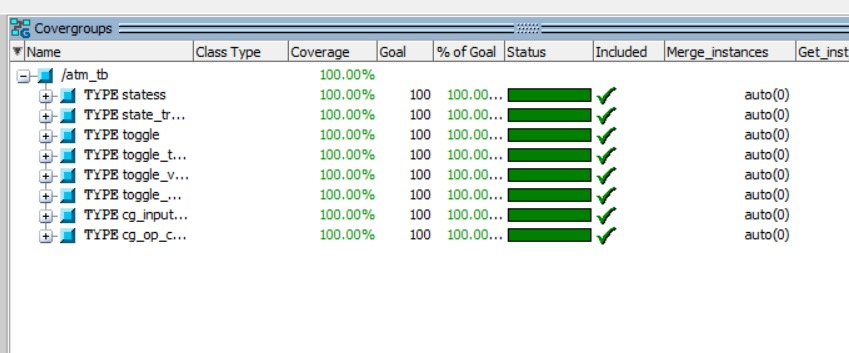 Covergroups
Name Class Type Coverage Goal % of Goal Status Included Merge_instances Get_inst
/atm_tb 100.00%
TYPE statess 100.00% 100 100.00... auto(0)
TYPE state_tr... 100.00% 100 100.00... auto(0)
TYPE toggle 100.00% 100 100.00... auto(0)
TYPE toggle_t... 100.00% 100 100.00... auto(0)
TYPE toggle_v... 100.00% 100 100.00... auto(0)
TYPE toggle_... 100.00% 100 100.00... auto(0)
TYPE cg_input... 100.00% 100 100.00... auto(0)
TYPE cg_op_c... 100.00% 100 100.00... auto(0)